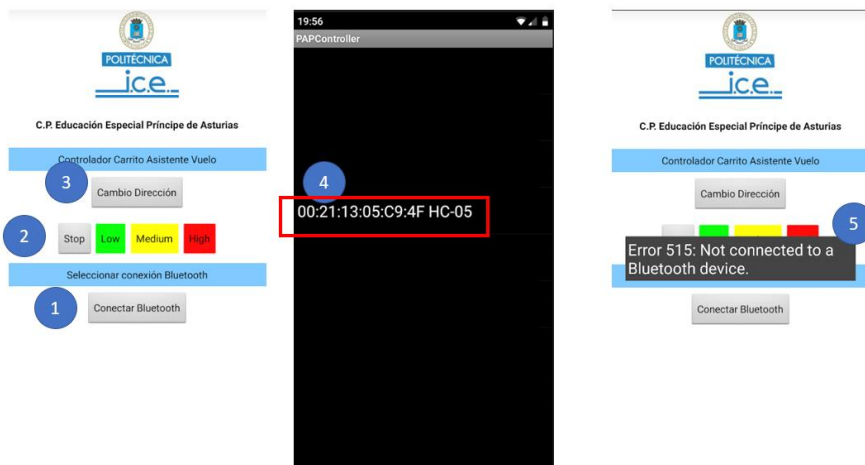 POLITÉCNICA
i.c.e.
C.P. Educación Especial Príncipe de Asturias
Controlador Carrito Asistente Vuelo
3
Cambio Dirección
2
Stop
Low
Medium
High
Seleccionar conexión Bluetooth
1
Conectar Bluetooth
19:56
PAPController
4
00:21:13:05:C9:4F HC-05
POLITÉCNICA
i.c.e.
C.P. Educación Especial Príncipe de Asturias
Controlador Carrito Asistente Vuelo
Cambio Dirección
5
Error 515: Not connected to a
Bluetooth device.
Conectar Bluetooth